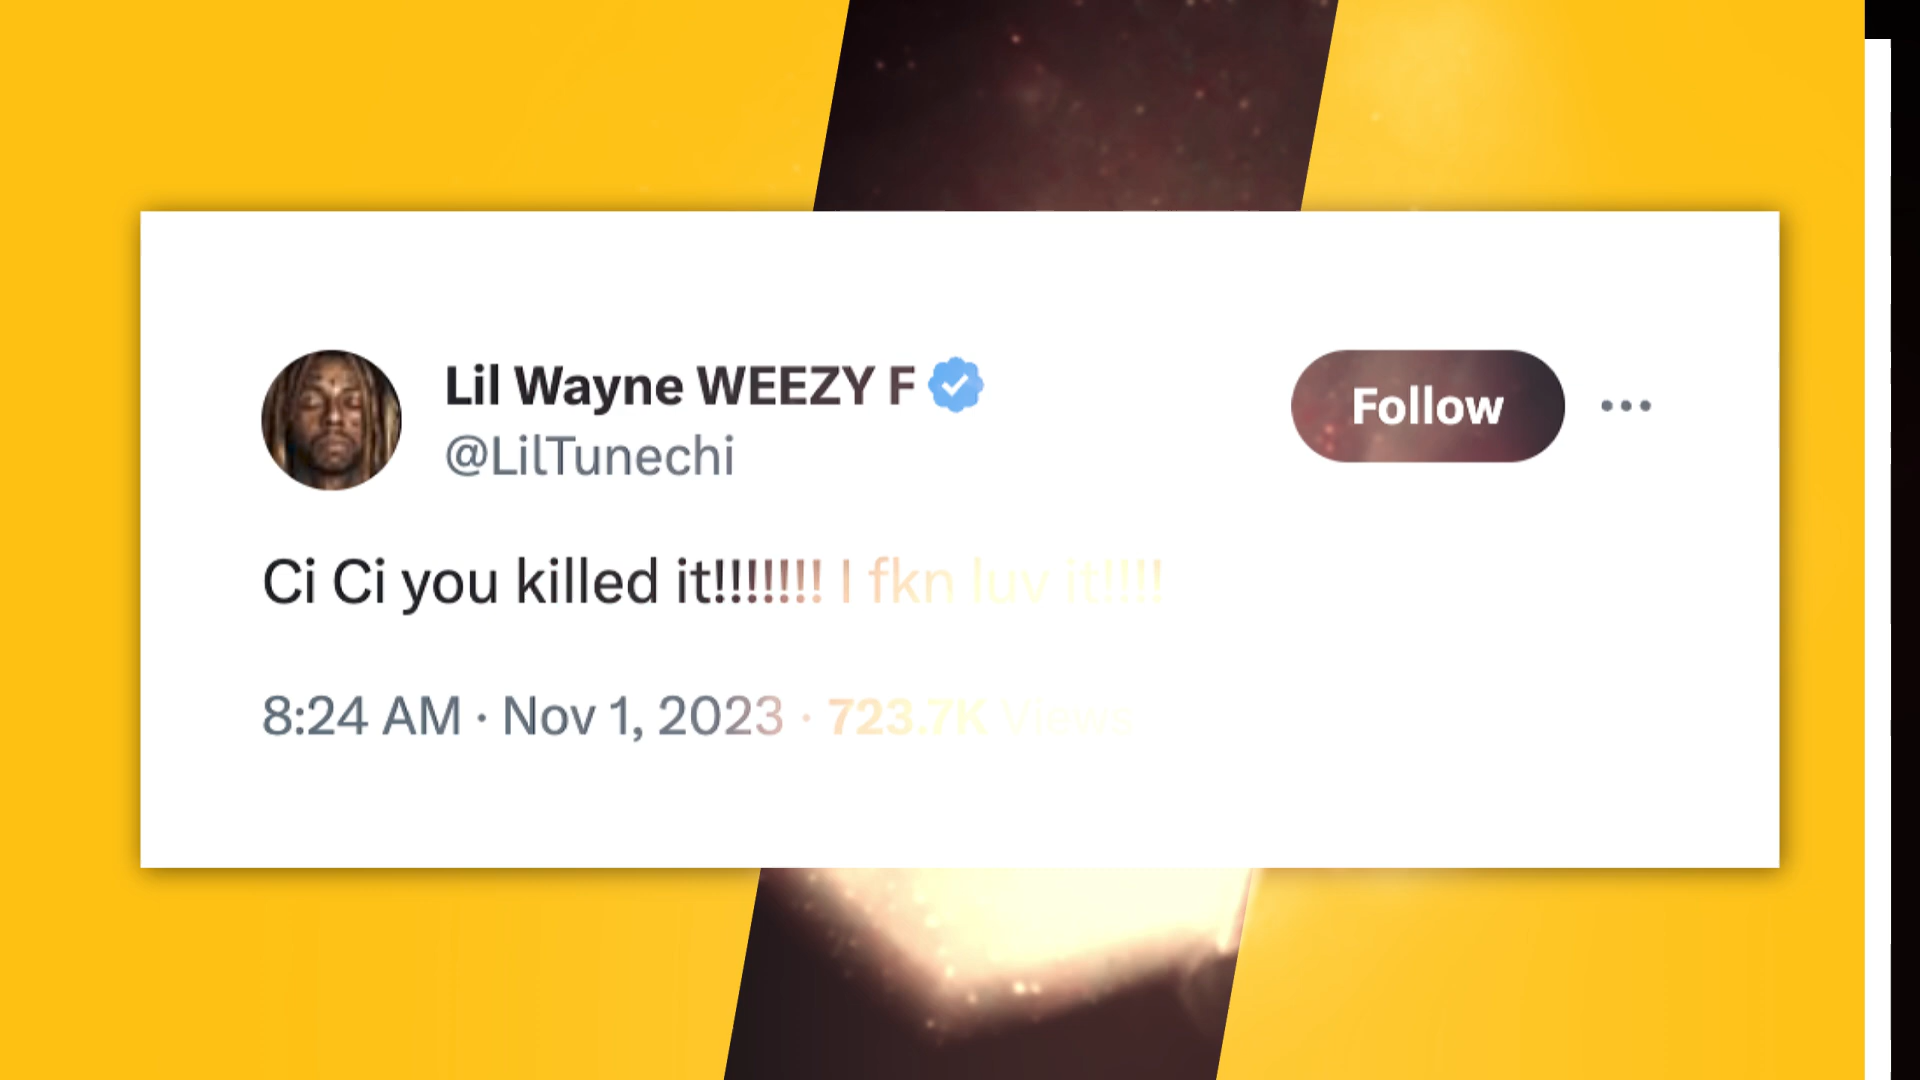 Lil Wayne WEEZY F
@LilTunechi
Follow
Ci Ci you killed it!!!!!!! I fkn luv it!!!!
8:24 AM · Nov 1, 2023 · 723.7K Views